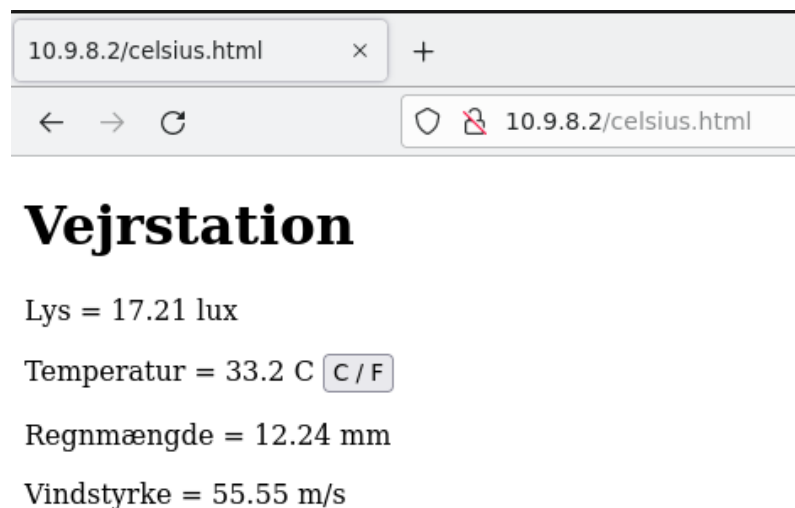 10.9.8.2/celsius.html
10.9.8.2/celsius.html
Vejrstation
Lys = 17.21 lux
Temperatur = 33.2 C C / F
Regnmængde = 12.24 mm
Vindstyrke = 55.55 m/s